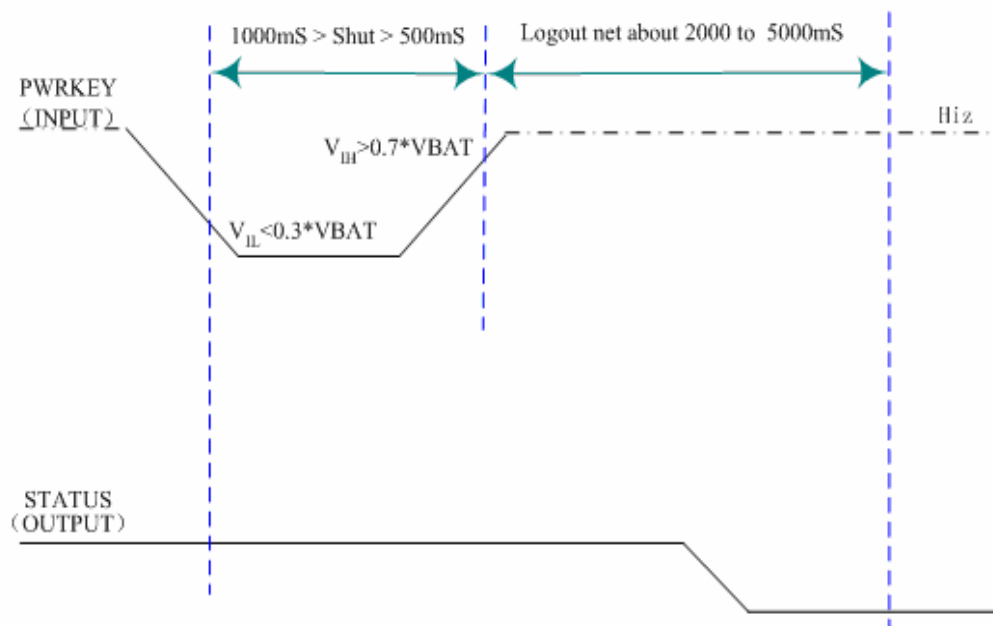 1000mS > Shut > 500mS
Logout net about 2000 to 5000mS
PWRKEY
（INPUT）
Hiz
VIH>0.7*VBAT
VIL<0.3*VBAT
STATUS
（OUTPUT）